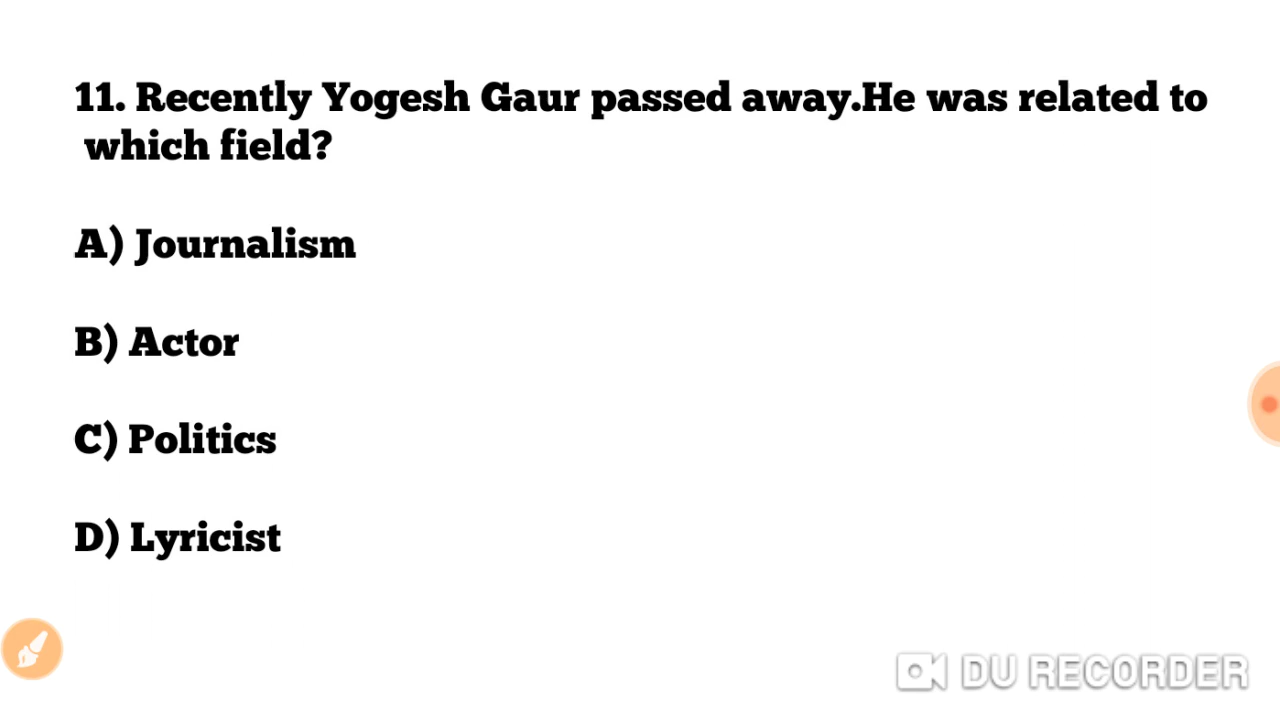 11. Recently Yogesh Gaur passed away.He was related to
which field?
A) Journalism
B) Actor
C) Politics
D) Lyricist
DU RECORDER